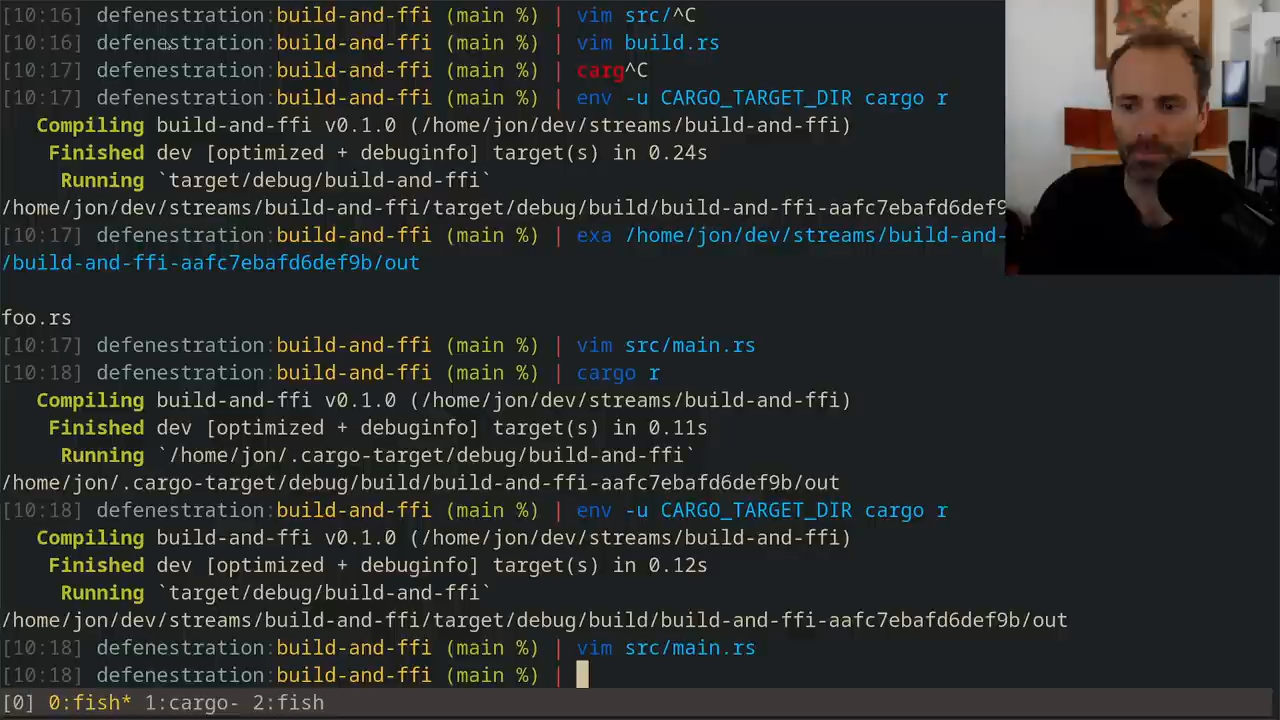 [10:16] defenestration:build-and-ffi (main %) | vim src/^C
[10:16] defenestration:build-and-ffi (main %) | vim build.rs
[10:17] defenestration:build-and-ffi (main %) | carg^C
[10:17] defenestration:build-and-ffi (main %) | env -u CARGO_TARGET_DIR cargo r
Compiling build-and-ffi v0.1.0 (/home/jon/dev/streams/build-and-ffi)
Finished dev [optimized + debuginfo] target(s) in 0.24s
Running `target/debug/build-and-ffi`
/home/jon/dev/streams/build-and-ffi/target/debug/build/build-and-ffi-aafc7ebafd6def9
[10:17] defenestration:build-and-ffi (main %) | exa /home/jon/dev/streams/build-and-
/build-and-ffi-aafc7ebafd6def9b/out
foo.rs
[10:17] defenestration:build-and-ffi (main %) | vim src/main.rs
[10:18] defenestration:build-and-ffi (main %) | cargo r
Compiling build-and-ffi v0.1.0 (/home/jon/dev/streams/build-and-ffi)
Finished dev [optimized + debuginfo] target(s) in 0.11s
Running `/home/jon/.cargo-target/debug/build-and-ffi`
/home/jon/.cargo-target/debug/build/build-and-ffi-aafc7ebafd6def9b/out
[10:18] defenestration:build-and-ffi (main %) | env -u CARGO_TARGET_DIR cargo r
Compiling build-and-ffi v0.1.0 (/home/jon/dev/streams/build-and-ffi)
Finished dev [optimized + debuginfo] target(s) in 0.12s
Running `target/debug/build-and-ffi`
/home/jon/dev/streams/build-and-ffi/target/debug/build/build-and-ffi-aafc7ebafd6def9b/out
[10:18] defenestration:build-and-ffi (main %) | vim src/main.rs
[10:18] defenestration:build-and-ffi (main %) |
[0] 0:fish* 1:cargo- 2:fish